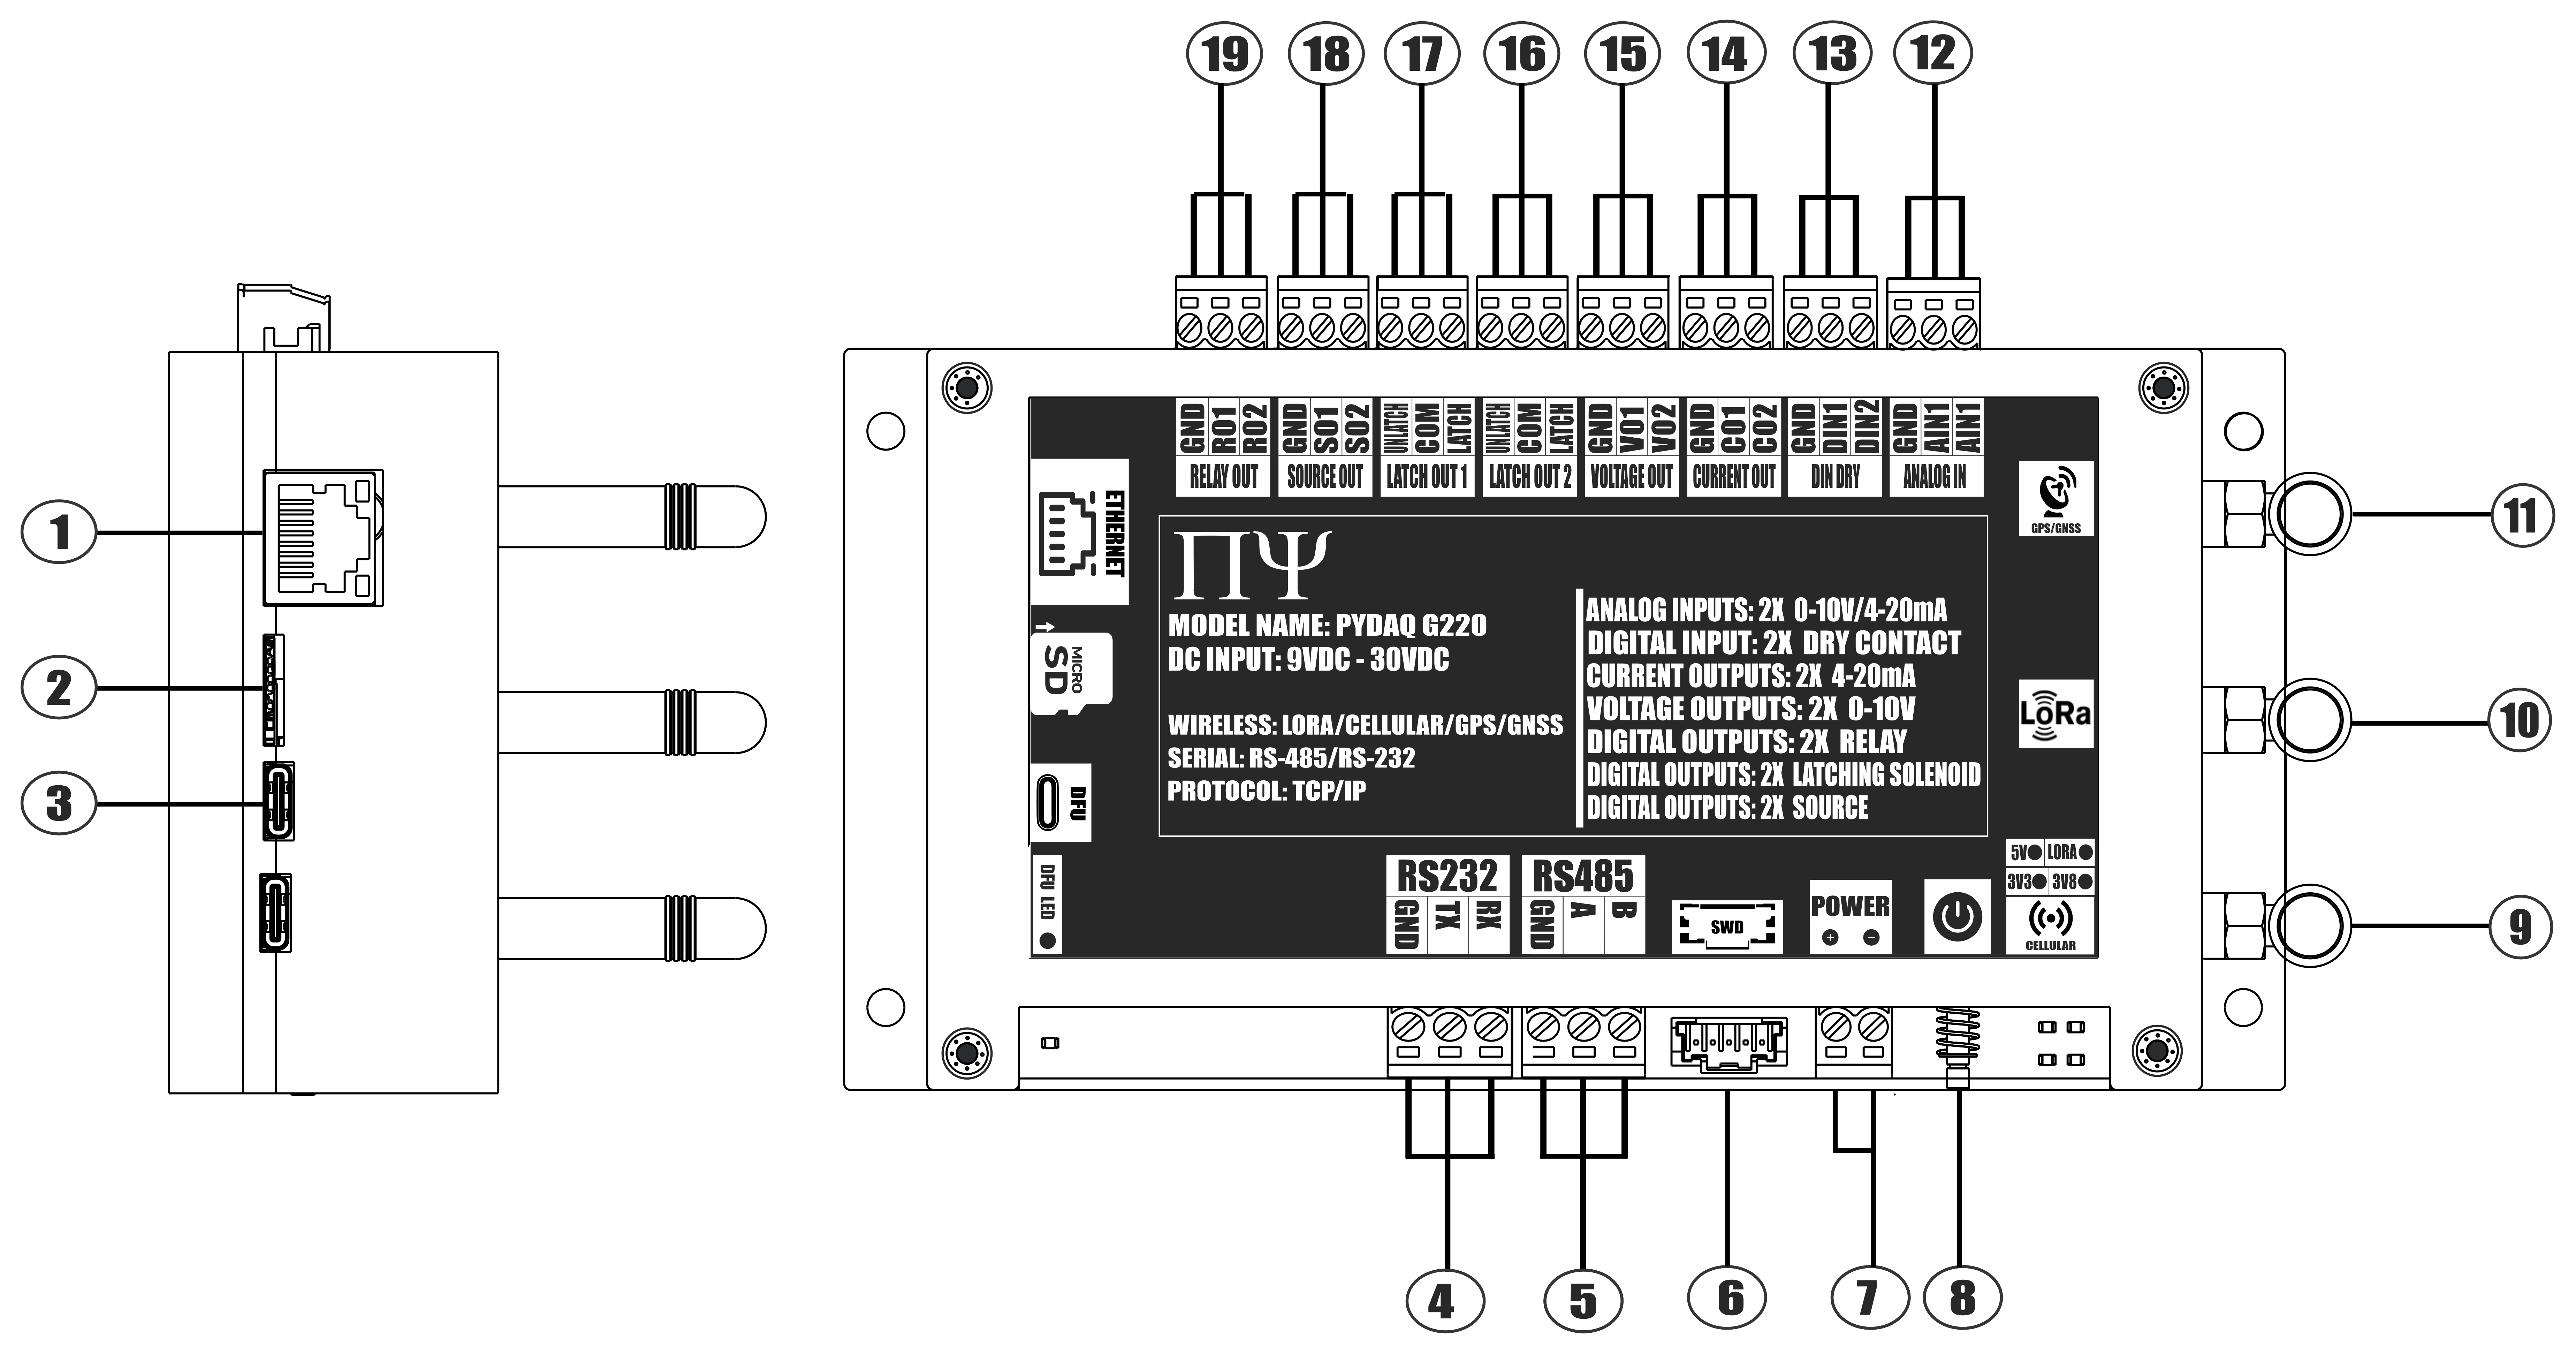 19 18 17 16 15 14 13 12
GND RO1 RO2
GND SO1 SO2
UNLATCH COM LATCH
UNLATCH COM LATCH
GND VO1 VO2
GND CO1 CO2
GND DIN1 DIN2
GND AIN1 AIN1
RELAY OUT
SOURCE OUT
LATCH OUT 1
LATCH OUT 2
VOLTAGE OUT
CURRENT OUT
DIN DRY
ANALOG IN
1
2
3
ETHERNET
MICRO
SD
DFU
DFU LED
ΠΨ
MODEL NAME: PYDAQ G220
DC INPUT: 9VDC - 30VDC
WIRELESS: LORA/CELLULAR/GPS/GNSS
SERIAL: RS-485/RS-232
PROTOCOL: TCP/IP
ANALOG INPUTS: 2X 0-10V/4-20mA
DIGITAL INPUT: 2X DRY CONTACT
CURRENT OUTPUTS: 2X 4-20mA
VOLTAGE OUTPUTS: 2X 0-10V
DIGITAL OUTPUTS: 2X RELAY
DIGITAL OUTPUTS: 2X LATCHING SOLENOID
DIGITAL OUTPUTS: 2X SOURCE
GPS/GNSS
LoRa
5V LORA
3V3 3V8
CELLULAR
11
10
9
RS232
GND TX RX
RS485
GND A B
SWD
POWER
+ -
4 5 6 7 8